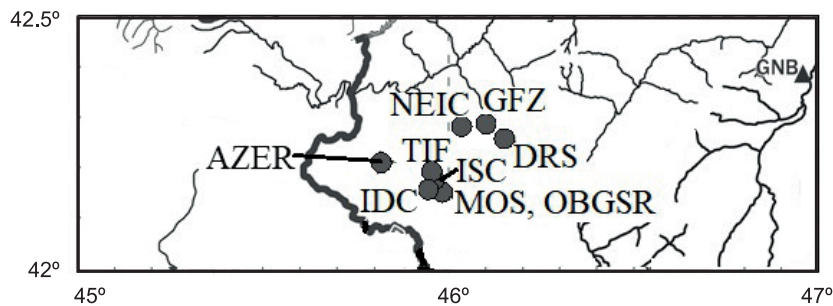 42.5º
GNB
NEIC GFZ
DRS
AZER
TIF
ISC
IDC
MOS, OBGSR
42º
45º 46º 47º